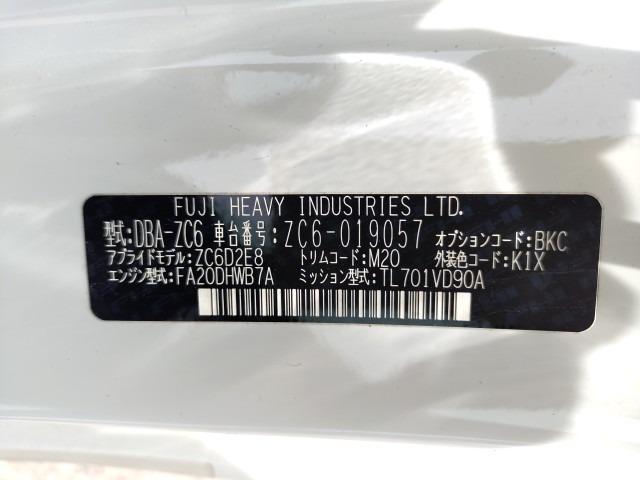 FUJI HEAVY INDUSTRIES LTD.
型式:DBA-ZC6 車台番号:ZC6-019057 オプションコード:BKC
アプライドモデル:ZC6D2E8 トリムコード:M20 外装色コード:K1X
エンジン型式:FA20DHWB7A ミッション型式:TL701VD90A